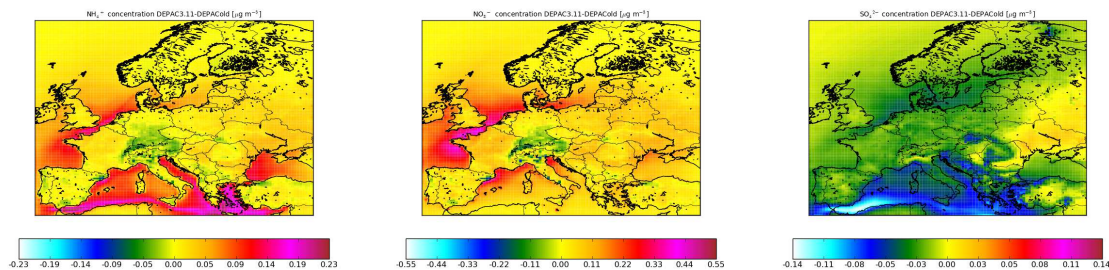 NH₄⁻ concentration DEPAC3.11-DEPACold [μg m⁻³]
-0.23 -0.19 -0.14 -0.09 -0.05 0.00 0.05 0.09 0.14 0.19 0.23
NO₃⁻ concentration DEPAC3.11-DEPACold [μg m⁻³]
-0.55 -0.44 -0.33 -0.22 -0.11 0.00 0.11 0.22 0.33 0.44 0.55
SO₄²⁻ concentration DEPAC3.11-DEPACold [μg m⁻³]
-0.14 -0.11 -0.08 -0.06 -0.03 0.00 0.03 0.06 0.08 0.11 0.14